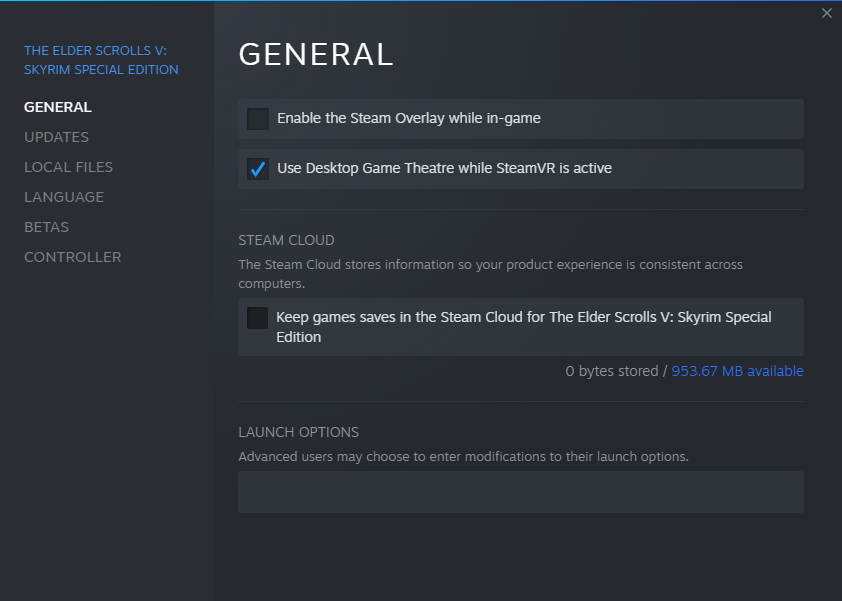 THE ELDER SCROLLS V:
SKYRIM SPECIAL EDITION
GENERAL
UPDATES
LOCAL FILES
LANGUAGE
BETAS
CONTROLLER
GENERAL
Enable the Steam Overlay while in-game
Use Desktop Game Theatre while SteamVR is active
STEAM CLOUD
The Steam Cloud stores information so your product experience is consistent across
computers.
Keep games saves in the Steam Cloud for The Elder Scrolls V: Skyrim Special
Edition
0 bytes stored / 953.67 MB available
LAUNCH OPTIONS
Advanced users may choose to enter modifications to their launch options.